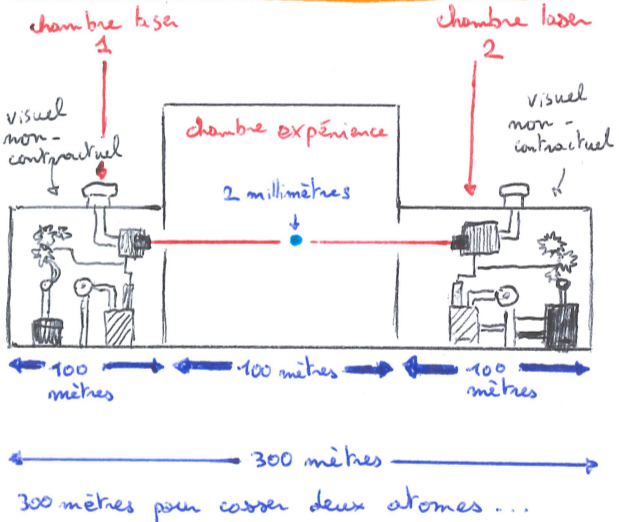 chambre laser
1
chambre laser
2
visuel
non-
contractuel
visuel
non-
contractuel
chambre expérience
2 millimètres
100
mètres
100 mètres
100
mètres
300 mètres
300 mètres pour casser deux atomes...